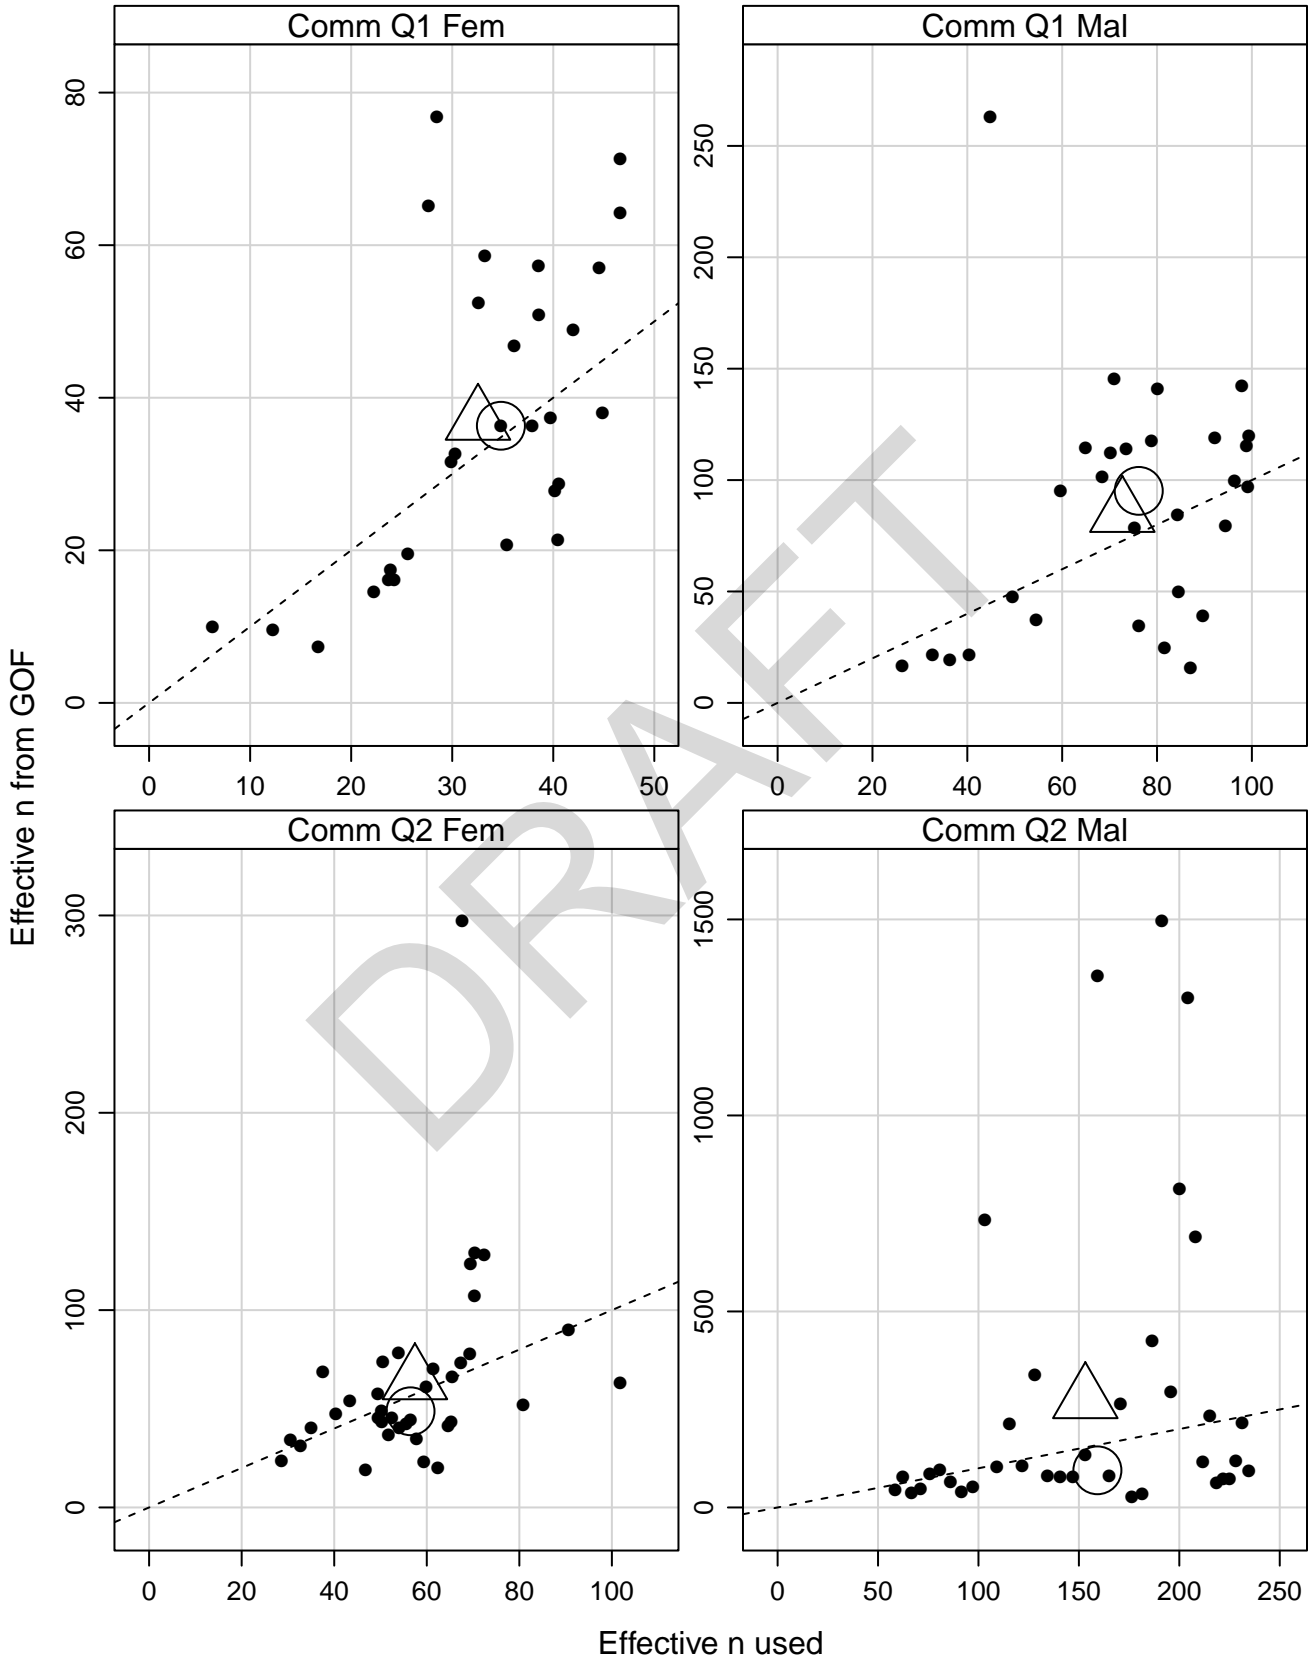 Comm Q1 Fem
Comm Q1 Mal
80
60
40
20
0
250
200
150
100
50
0
0 10 20 30 40 50
0 20 40 60 80 100
Comm Q2 Fem
Comm Q2 Mal
300
200
100
0
1500
1000
500
0
0 20 40 60 80 100
0 50 100 150 200 250
Effective n from GOF
Effective n used
DRAFT